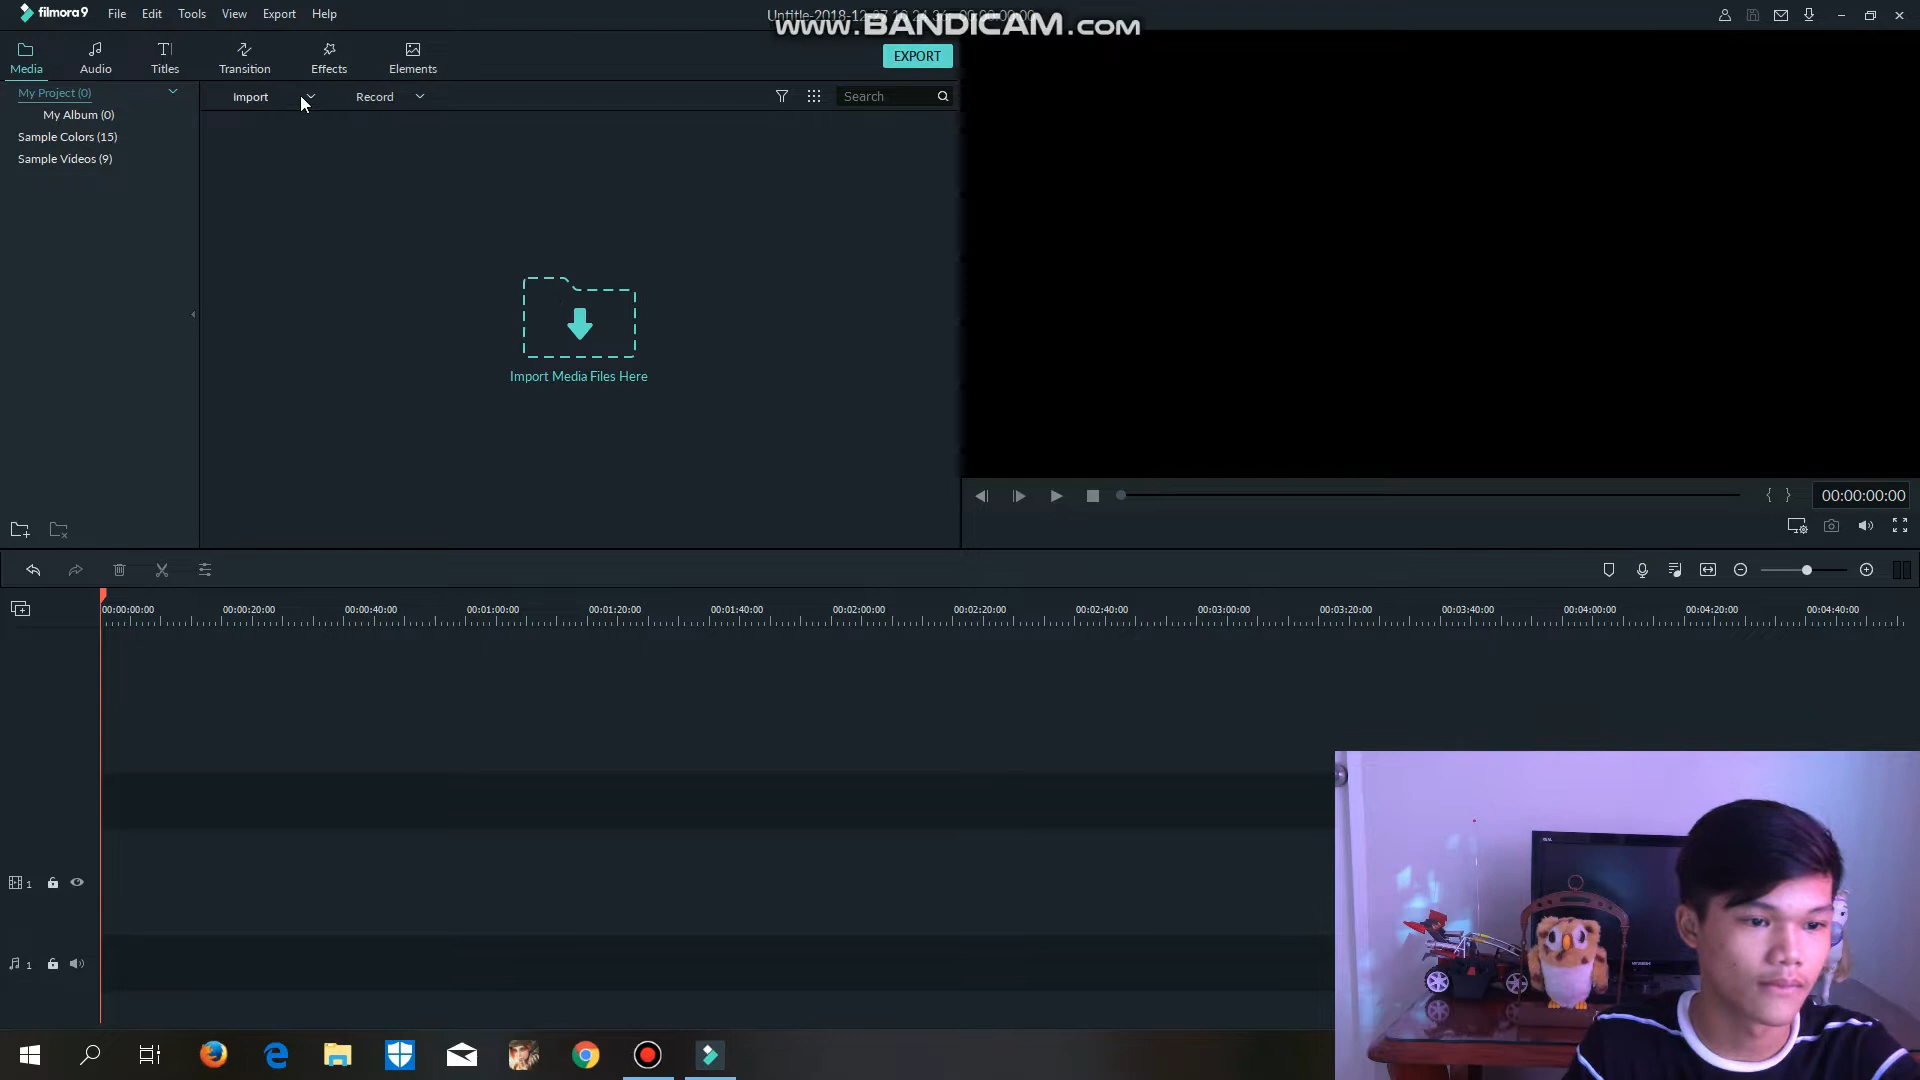 filmora9 File Edit Tools View Export Help
Untitle-2018-12-27
www.BANDICAM.com
Media Audio Titles Transition Effects Elements EXPORT
My Project (0)
Import Record Search
My Album (0)
Sample Colors (15)
Sample Videos (9)
Import Media Files Here
{ } 00:00:00:00
00:00:00:00 00:00:20:00 00:00:40:00 00:01:00:00 00:01:20:00 00:01:40:00 00:02:00:00 00:02:20:00 00:02:40:00 00:03:00:00 00:03:20:00 00:03:40:00 00:04:00:00 00:04:20:00 00:04:40:00
1
1